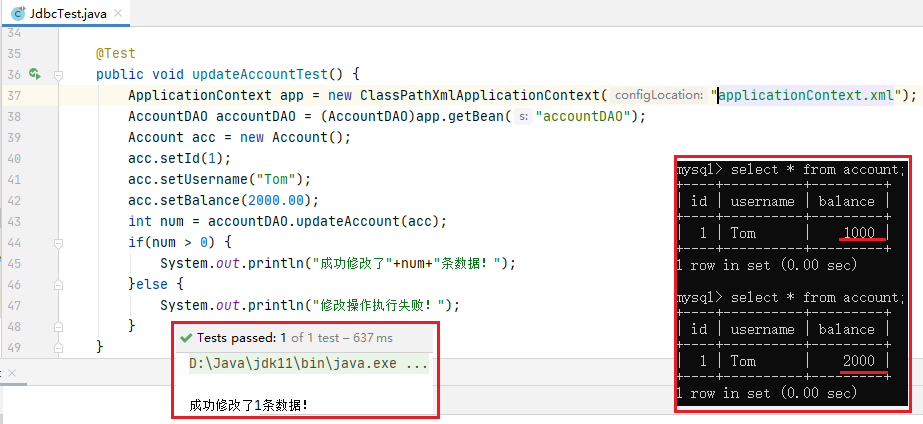 JdbcTest.java
34
35 @Test
36 public void updateAccountTest() {
37 ApplicationContext app = new ClassPathXmlApplicationContext( configLocation: "applicationContext.xml");
38 AccountDAO accountDAO = (AccountDAO)app.getBean( s: "accountDAO");
39 Account acc = new Account();
40 acc.setId(1);
41 acc.setUsername("Tom");
42 acc.setBalance(2000.00);
43 int num = accountDAO.updateAccount(acc);
44 if(num > 0) {
45 System.out.println("成功修改了"+num+"条数据!");
46 }else {
47 System.out.println("修改操作执行失败!");
48 }
49 }
Tests passed: 1 of 1 test – 637 ms
D:\Java\jdk11\bin\java.exe ...
成功修改了1条数据!
mysql> select * from account;
+----+----------+---------+
| id | username | balance |
+----+----------+---------+
| 1 | Tom | 1000 |
+----+----------+---------+
1 row in set (0.00 sec)
mysql> select * from account;
+----+----------+---------+
| id | username | balance |
+----+----------+---------+
| 1 | Tom | 2000 |
+----+----------+---------+
1 row in set (0.00 sec)